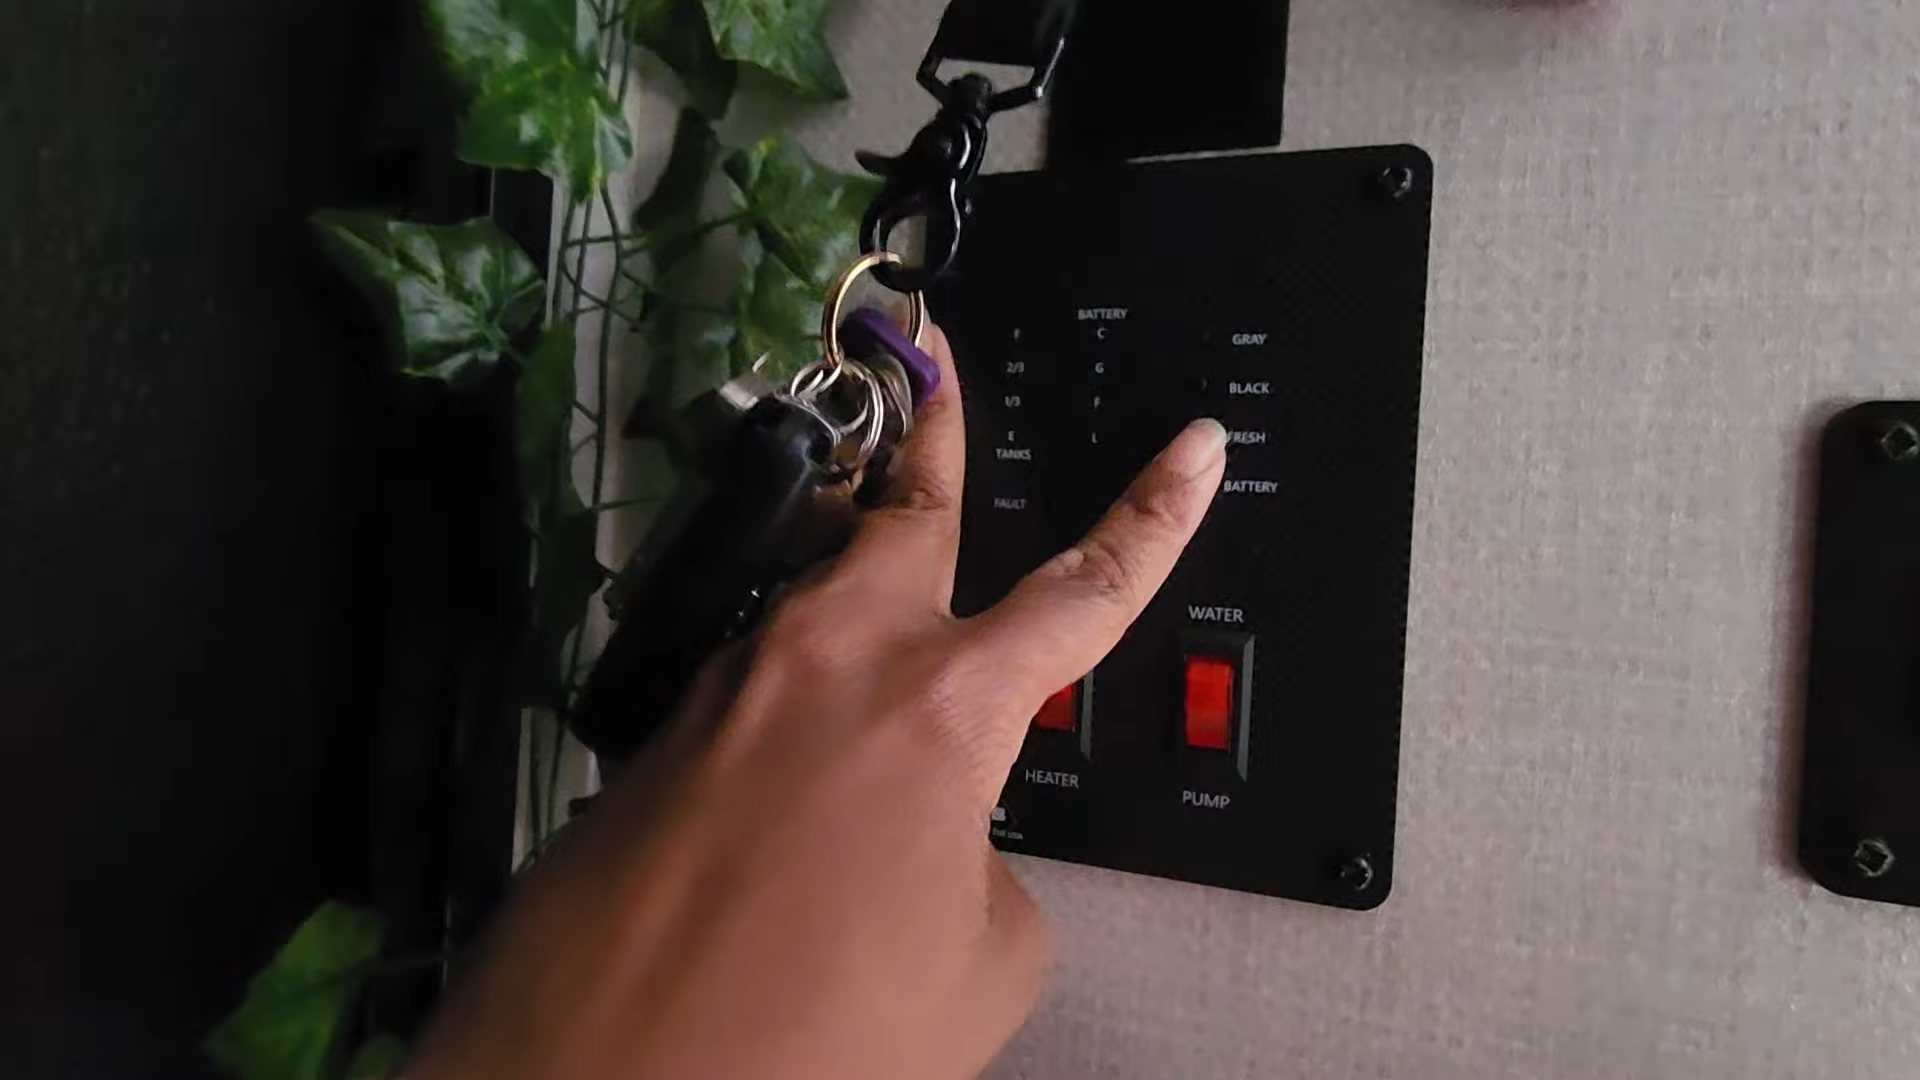 BATTERY
F
C
GRAY
2/3
G
BLACK
1/3
F
E
L
FRESH
TANKS
BATTERY
FAULT
WATER
HEATER
PUMP